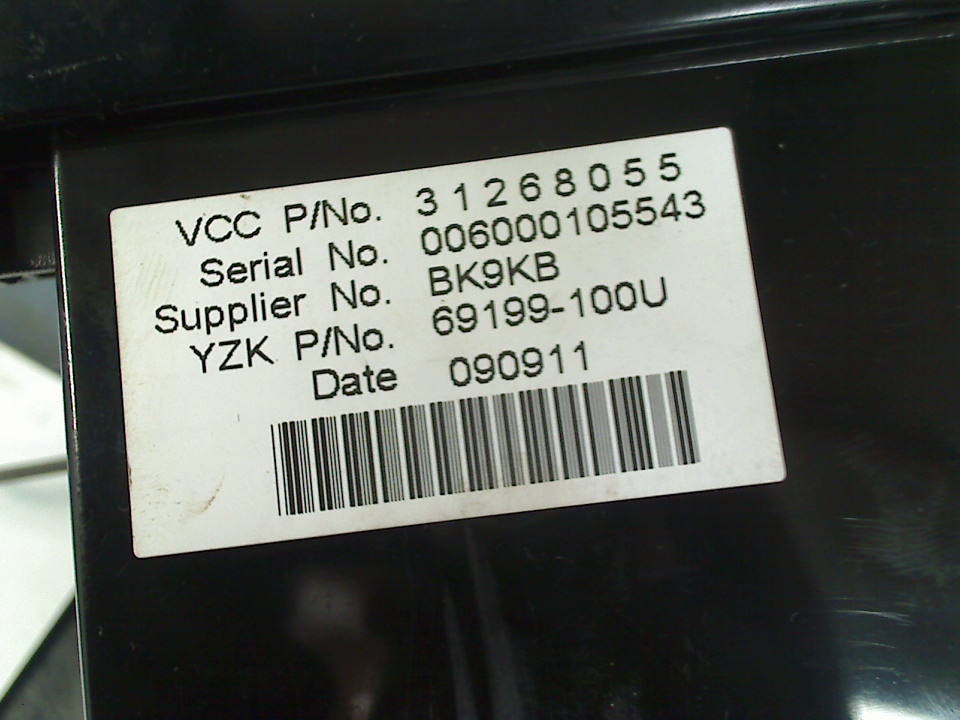 VCC P/No. 31268055
Serial No. 006000105543
Supplier No. BK9KB
YZK P/No. 69199-100U
Date 090911